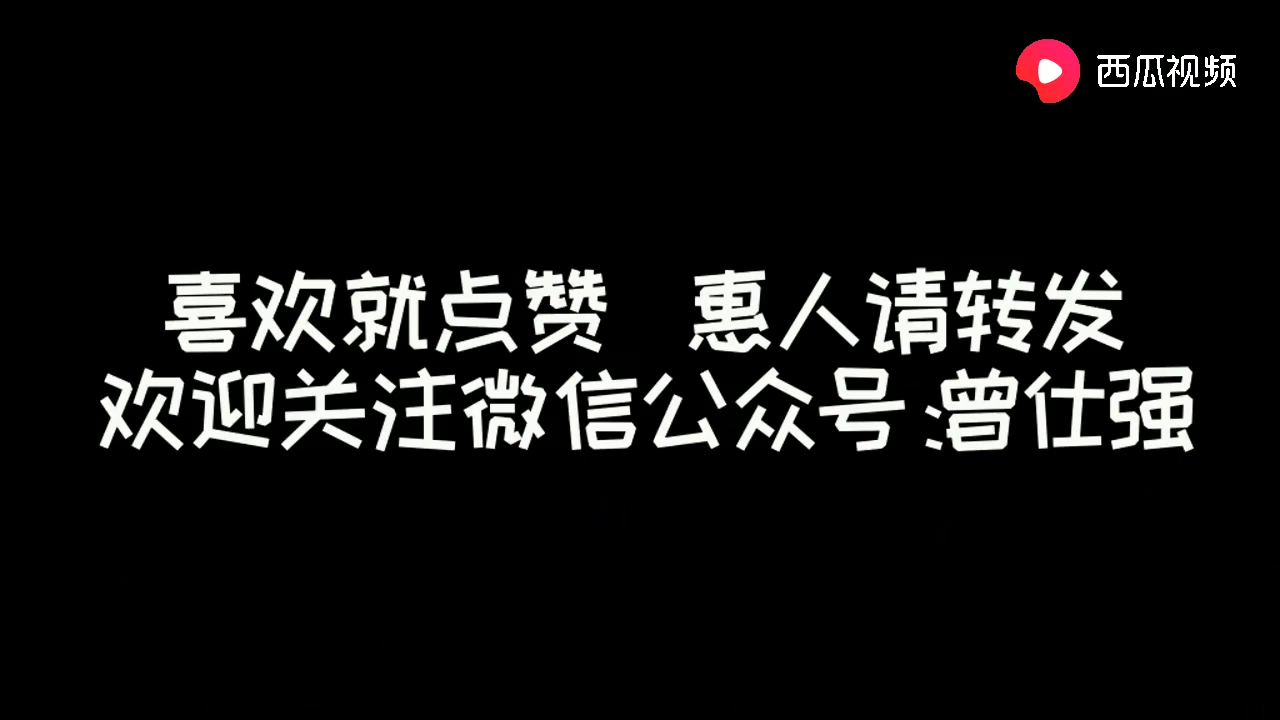 西瓜视频
喜欢就点赞 惠人请转发
欢迎关注微信公众号:曾仕强